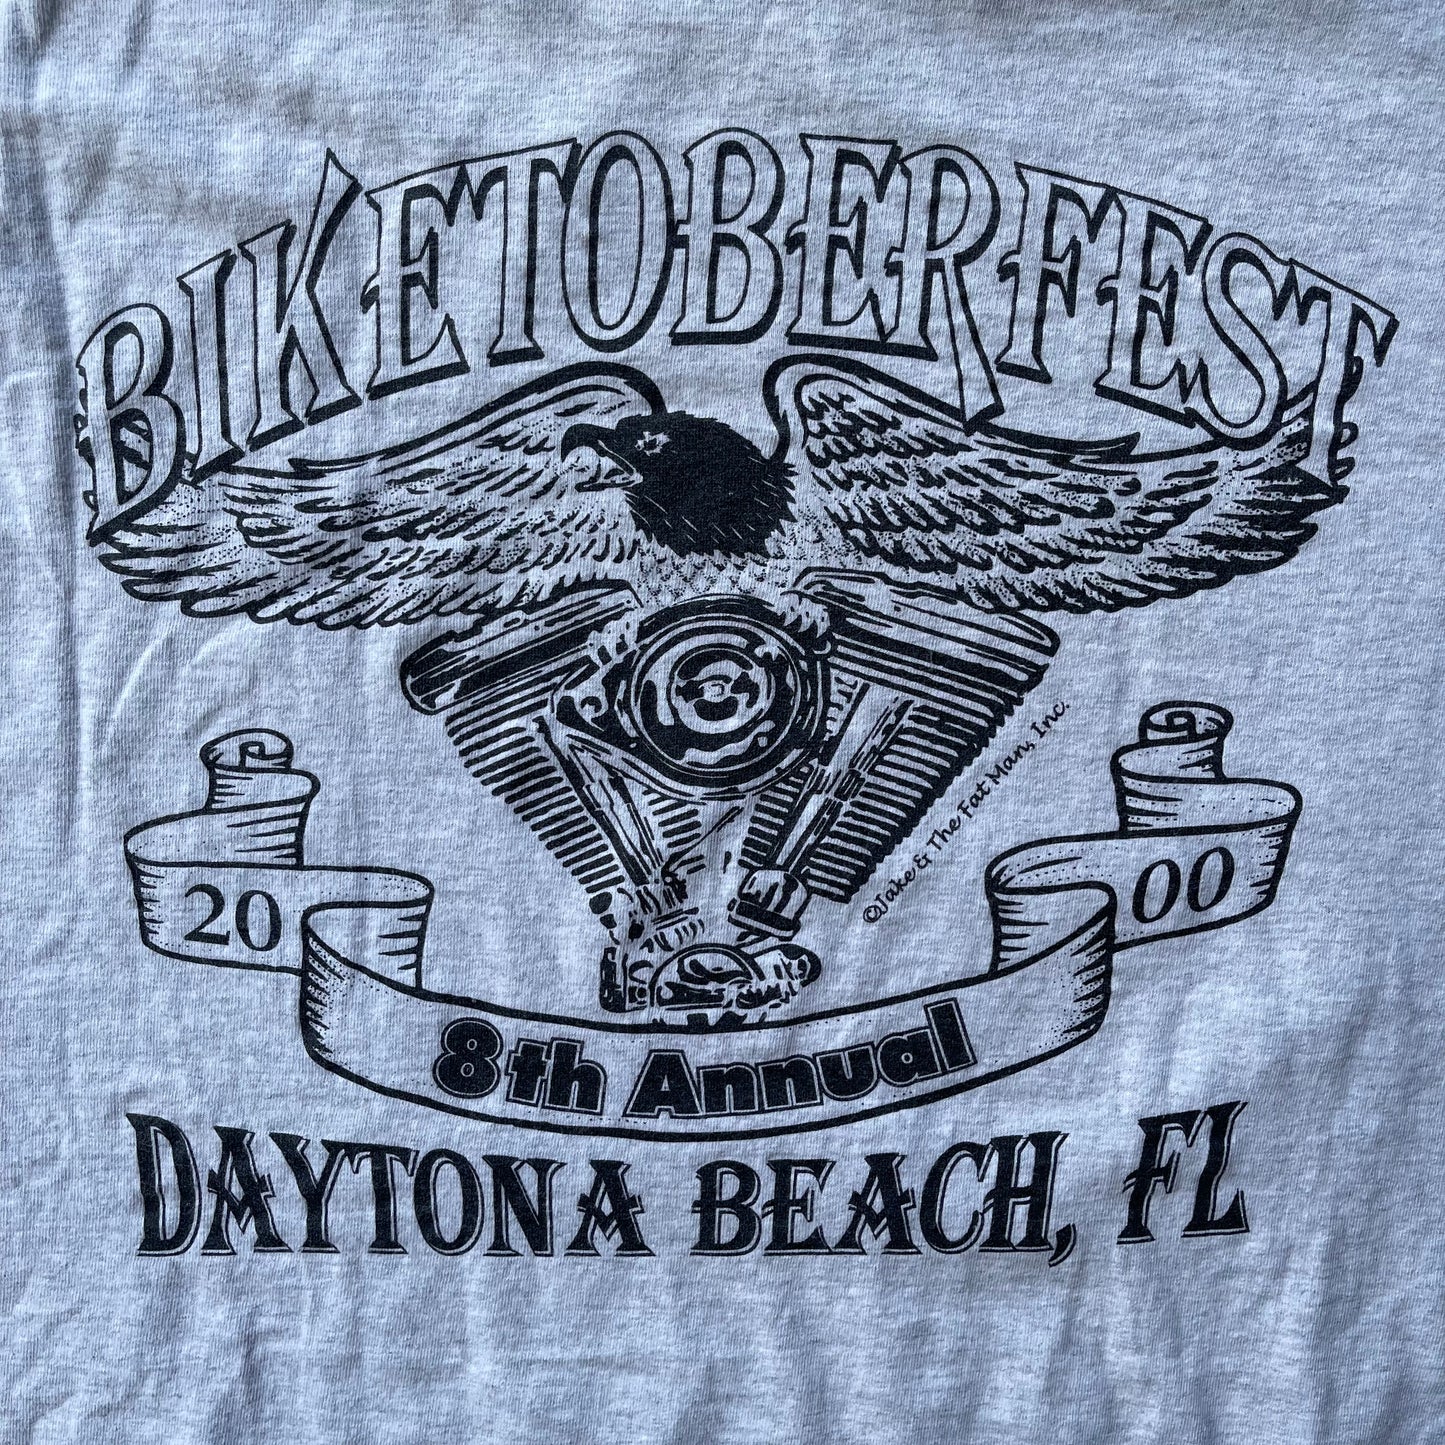 BIKETOBERFEST
©Jake & The Fat Man, Inc.
20 00
8th Annual
DAYTONA BEACH, FL